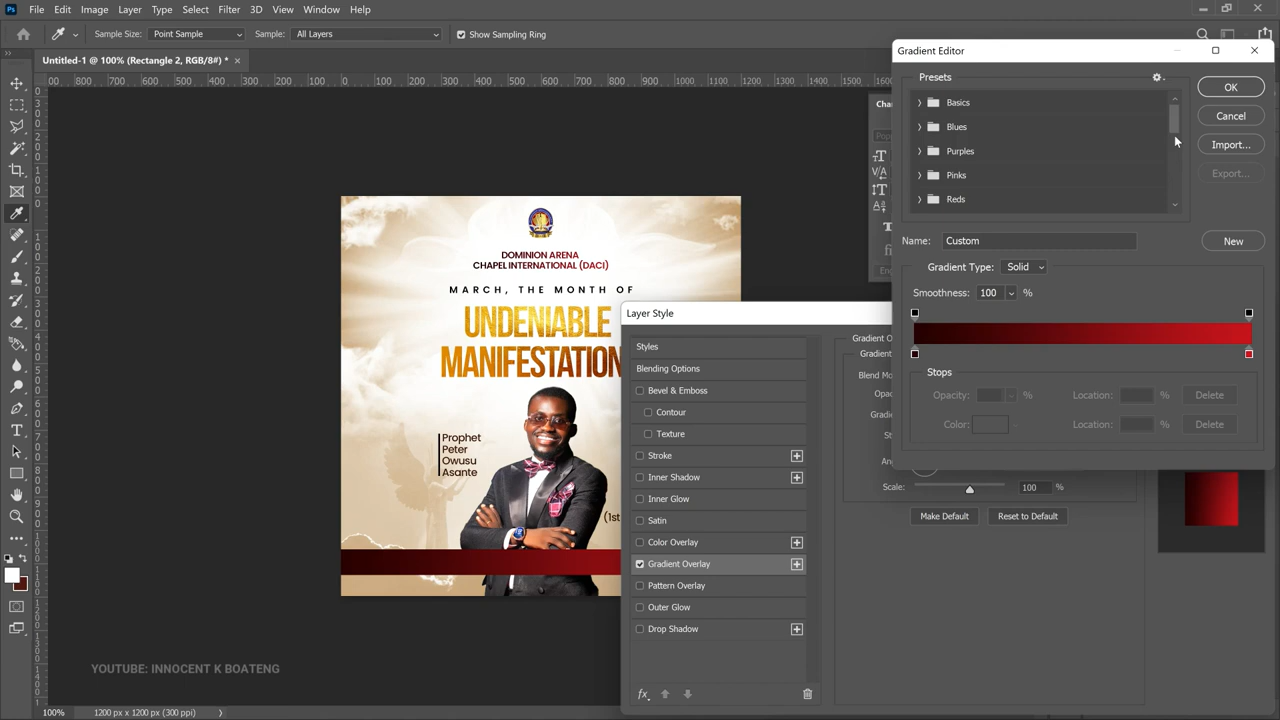 Ps File Edit Image Layer Type Select Filter 3D View Window Help
Sample Size: Point Sample Sample: All Layers Show Sampling Ring
Untitled-1 @ 100% (Rectangle 2, RGB/8#) * ×
DOMINION ARENA
CHAPEL INTERNATIONAL (DACI)
MARCH, THE MONTH OF
UNDENIABLE
MANIFESTATION
Prophet
Peter
Owusu
Asante
(1st
YOUTUBE: INNOCENT K BOATENG
100% 1200 px x 1200 px (300 ppi)
Layer Style
Styles
Blending Options
Bevel & Emboss
Contour
Texture
Stroke
Inner Shadow
Inner Glow
Satin
Color Overlay
Gradient Overlay
Pattern Overlay
Outer Glow
Drop Shadow
fx
Gradient O
Gradient
Blend Mo
Opac
Gradie
St
An
Scale: 100 %
Make Default Reset to Default
Cha
Gradient Editor
Presets
Basics
Blues
Purples
Pinks
Reds
OK
Cancel
Import...
Export...
Name: Custom New
Gradient Type: Solid
Smoothness: 100 %
Stops
Opacity: % Location: % Delete
Color: Location: % Delete